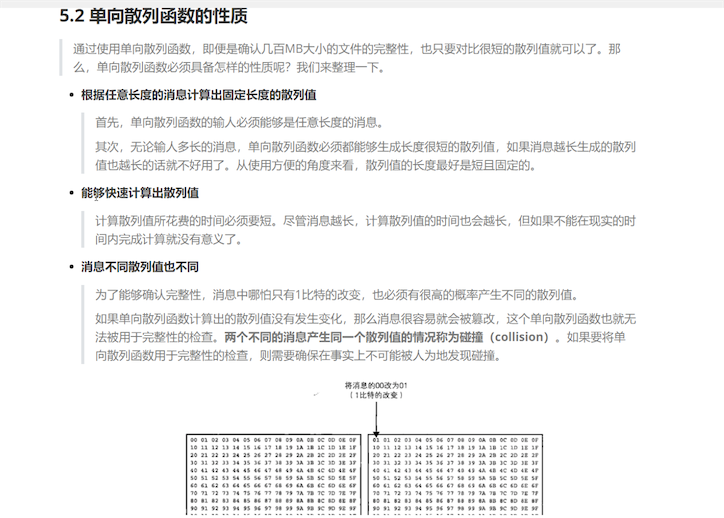 5.2 单向散列函数的性质
通过使用单向散列函数，即便是确认几百MB大小的文件的完整性，也只要对比很短的散列值就可以了。那
么，单向散列函数必须具备怎样的性质呢？我们来整理一下。
根据任意长度的消息计算出固定长度的散列值
首先，单向散列函数的输人必须能够是任意长度的消息。
其次，无论输人多长的消息，单向散列函数必须都能够生成长度很短的散列值，如果消息越长生成的散列
值也越长的话就不好用了。从使用方便的角度来看，散列值的长度最好是短且固定的。
能够快速计算出散列值
计算散列值所花费的时间必须要短。尽管消息越长，计算散列值的时间也会越长，但如果不能在现实的时
间内完成计算就没有意义了。
消息不同散列值也不同
为了能够确认完整性，消息中哪怕只有1比特的改变，也必须有很高的概率产生不同的散列值。
如果单向散列函数计算出的散列值没有发生变化，那么消息很容易就会被篡改，这个单向散列函数也就无
法被用于完整性的检查。两个不同的消息产生同一个散列值的情况称为碰撞（collision）。如果要将单
向散列函数用于完整性的检查，则需要确保在事实上不可能被人为地发现碰撞。
将消息的00改为01
（1比特的改变）
00 01 02 03 04 05 06 07 08 09 0A 0B 0C 0D 0E 0F
10 11 12 13 14 15 16 17 18 19 1A 1B 1C 1D 1E 1F
20 21 22 23 24 25 26 27 28 29 2A 2B 2C 2D 2E 2F
30 31 32 33 34 35 36 37 38 39 3A 3B 3C 3D 3E 3F
40 41 42 43 44 45 46 47 48 49 4A 4B 4C 4D 4E 4F
50 51 52 53 54 55 56 57 58 59 5A 5B 5C 5D 5E 5F
60 61 62 63 64 65 66 67 68 69 6A 6B 6C 6D 6E 6F
70 71 72 73 74 75 76 77 78 79 7A 7B 7C 7D 7E 7F
80 81 82 83 84 85 86 87 88 89 8A 8B 8C 8D 8E 8F
90 91 92 93 94 95 96 97 98 99 9A 9B 9C 9D 9E 9F
01 01 02 03 04 05 06 07 08 09 0A 0B 0C 0D 0E 0F
10 11 12 13 14 15 16 17 18 19 1A 1B 1C 1D 1E 1F
20 21 22 23 24 25 26 27 28 29 2A 2B 2C 2D 2E 2F
30 31 32 33 34 35 36 37 38 39 3A 3B 3C 3D 3E 3F
40 41 42 43 44 45 46 47 48 49 4A 4B 4C 4D 4E 4F
50 51 52 53 54 55 56 57 58 59 5A 5B 5C 5D 5E 5F
60 61 62 63 64 65 66 67 68 69 6A 6B 6C 6D 6E 6F
70 71 72 73 74 75 76 77 78 79 7A 7B 7C 7D 7E 7F
80 81 82 83 84 85 86 87 88 89 8A 8B 8C 8D 8E 8F
90 91 92 93 94 95 96 97 98 99 9A 9B 9C 9D 9E 9F